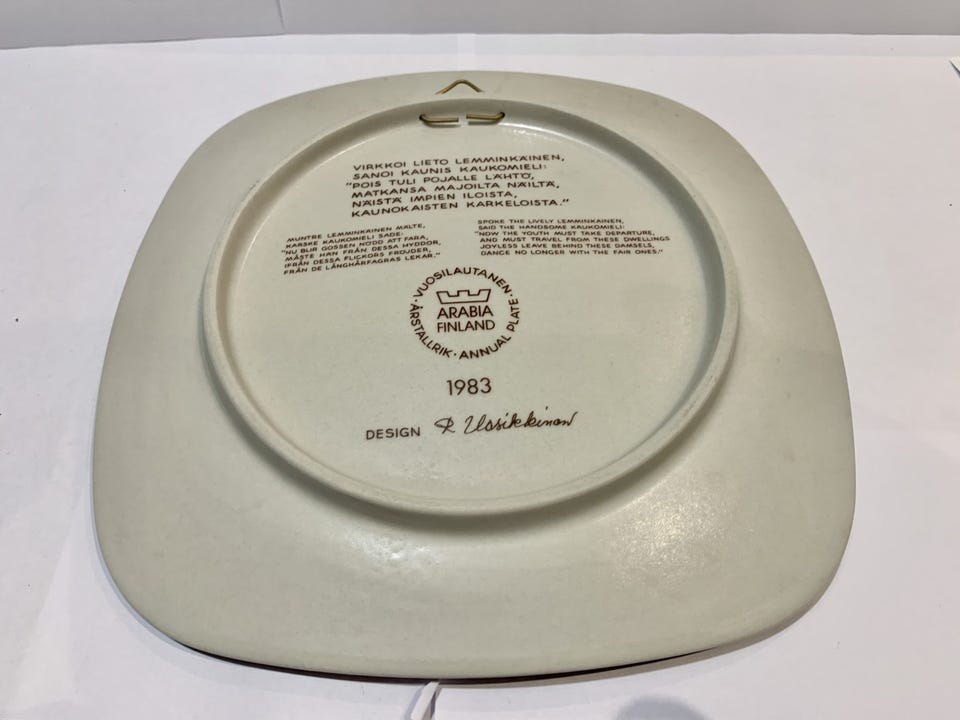 VIRKKOI LIETO LEMMINKÄINEN,
SANOI KAUNIS KAUKOMIELI:
"POIS TULI POJALLE LÄHTÖ,
MATKANSA MAJOILTA NÄILTÄ,
NÄISTÄ IMPIEN ILOISTA,
KAUNOKAISTEN KARKELOISTA."
MUNTRE LEMMINKÄINEN MÄLTE,
KARSKE KAUKOMIELI SADE:
"NU BLIR GOSSEN NÖDD ATT FARA,
MÅSTE HAN FRÅN DESSA HYDDOR,
IFRÅN DESSA FLICKORS FRÖJDER,
FRÅN DE LÅNGHÅRFAGRAS LEKAR."
SPOKE THE LIVELY LEMMINKAINEN,
SAID THE HANDSOME KAUKOMIELI:
"NOW THE YOUTH MUST TAKE DEPARTURE,
AND MUST TRAVEL FROM THESE DWELLINGS
JOYLESS LEAVE BEHIND THESE DAMSELS,
DANCE NO LONGER WITH THE FAIR ONES."
VUOSILAUTANEN · ANNUAL PLATE · ÅRSTALLRIK ·
ARABIA
FINLAND
1983
DESIGN R Uosikkinen